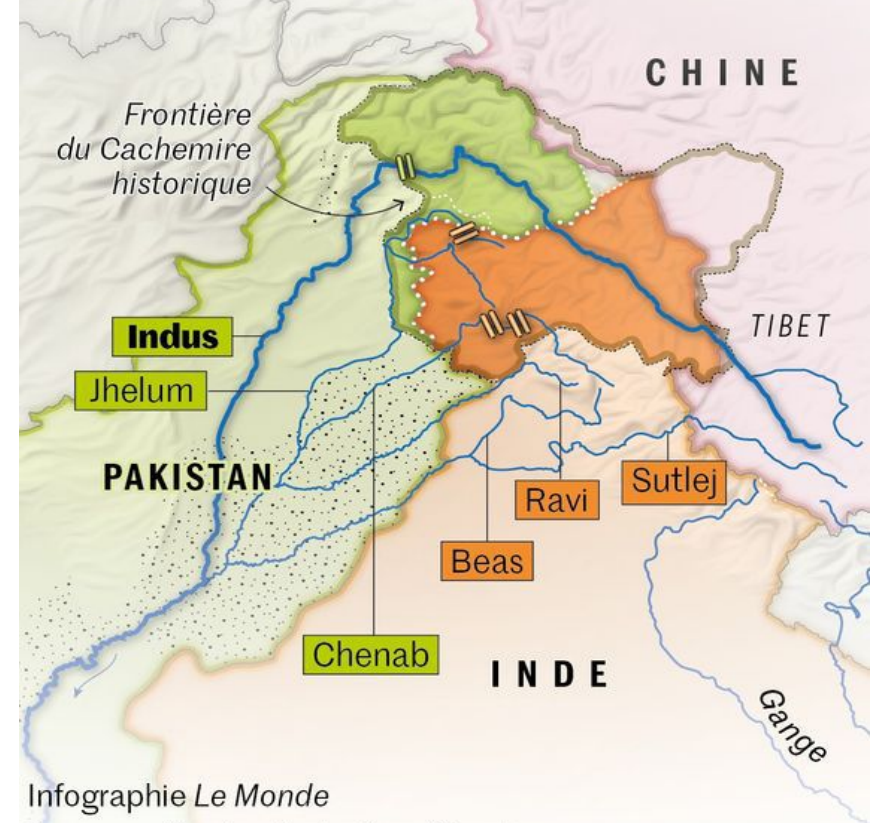 CHINE
Frontière
du Cachemire
historique
TIBET
Indus
Jhelum
PAKISTAN
Sutlej
Ravi
Beas
Chenab
INDE
Gange
Infographie Le Monde